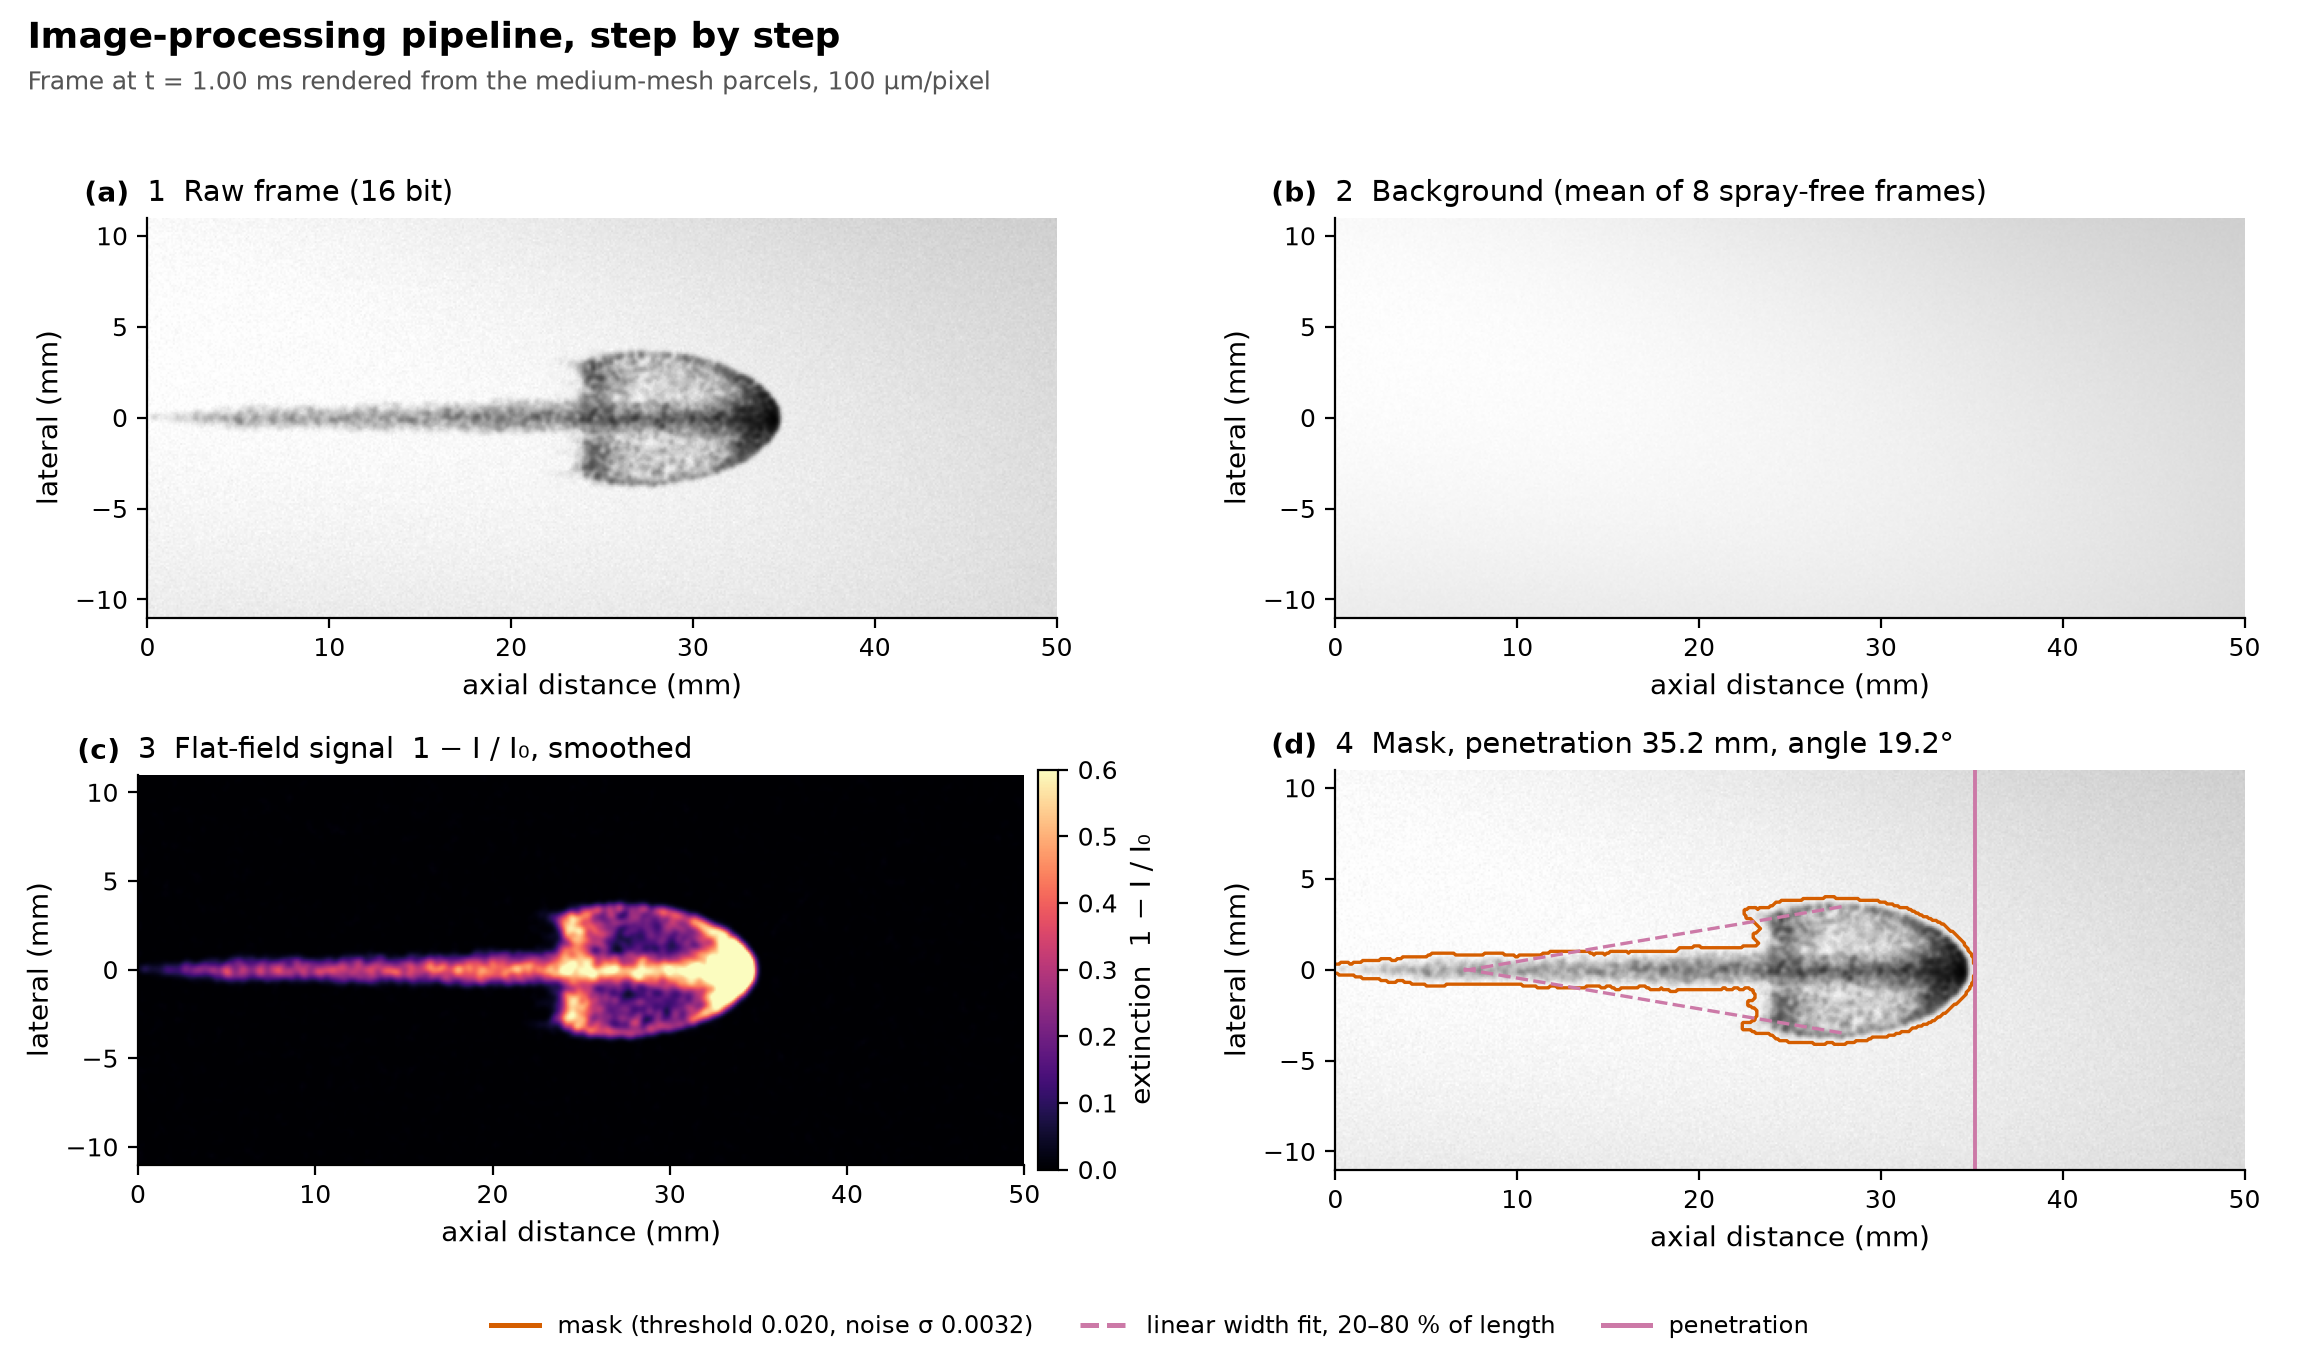 Image-processing pipeline, step by step
Frame at t = 1.00 ms rendered from the medium-mesh parcels, 100 µm/pixel
(a) 1 Raw frame (16 bit)
10
5
0
−5
−10
lateral (mm)
0 10 20 30 40 50
axial distance (mm)
(b) 2 Background (mean of 8 spray-free frames)
10
5
0
−5
−10
lateral (mm)
0 10 20 30 40 50
axial distance (mm)
(c) 3 Flat-field signal 1 − I / I₀, smoothed
10
5
0
−5
−10
lateral (mm)
0 10 20 30 40 50
axial distance (mm)
0.6
0.5
0.4
0.3
0.2
0.1
0.0
extinction 1 − I / I₀
(d) 4 Mask, penetration 35.2 mm, angle 19.2°
10
5
0
−5
−10
lateral (mm)
0 10 20 30 40 50
axial distance (mm)
mask (threshold 0.020, noise σ 0.0032)
linear width fit, 20–80 % of length
penetration